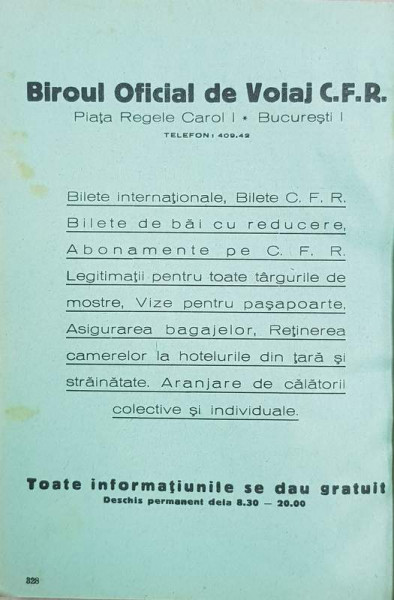 Biroul Oficial de Voiaj C.F.R.
Piața Regele Carol I • București I
TELEFON: 409.49
Bilete internaționale, Bilete C. F. R.
Bilete de băi cu reducere,
Abonamente pe C. F. R.
Legitimații pentru toate târgurile de
mostre, Vize pentru pașapoarte,
Asigurarea bagajelor, Reținerea
camerelor la hotelurile din țară și
străinătate. Aranjare de călătorii
colective și individuale.
Toate informațiunile se dau gratuit
Deschis permanent dela 8.30 — 20.00
328